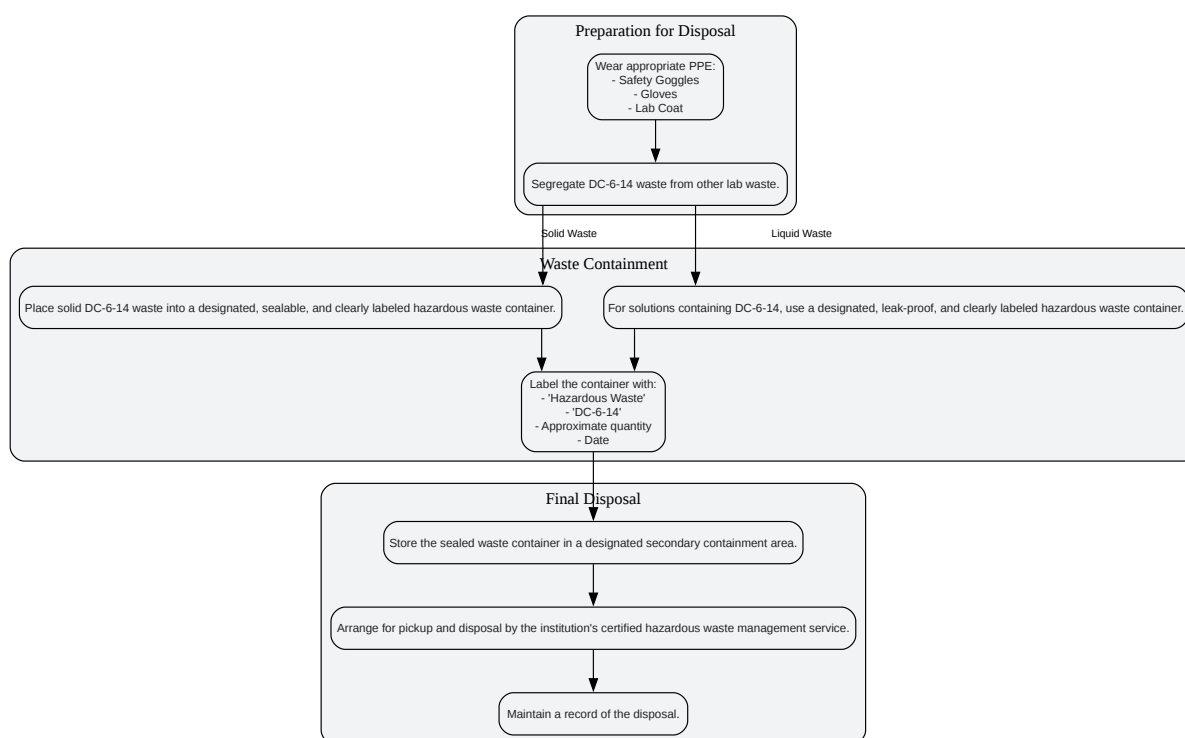 Preparation for Disposal
Wear appropriate PPE:
- Safety Goggles
- Gloves
- Lab Coat
Segregate DC-6-14 waste from other lab waste.
Solid Waste
Liquid Waste
Waste Containment
Place solid DC-6-14 waste into a designated, sealable, and clearly labeled hazardous waste container.
For solutions containing DC-6-14, use a designated, leak-proof, and clearly labeled hazardous waste container.
Label the container with:
- 'Hazardous Waste'
- 'DC-6-14'
- Approximate quantity
- Date
Final Disposal
Store the sealed waste container in a designated secondary containment area.
Arrange for pickup and disposal by the institution's certified hazardous waste management service.
Maintain a record of the disposal.